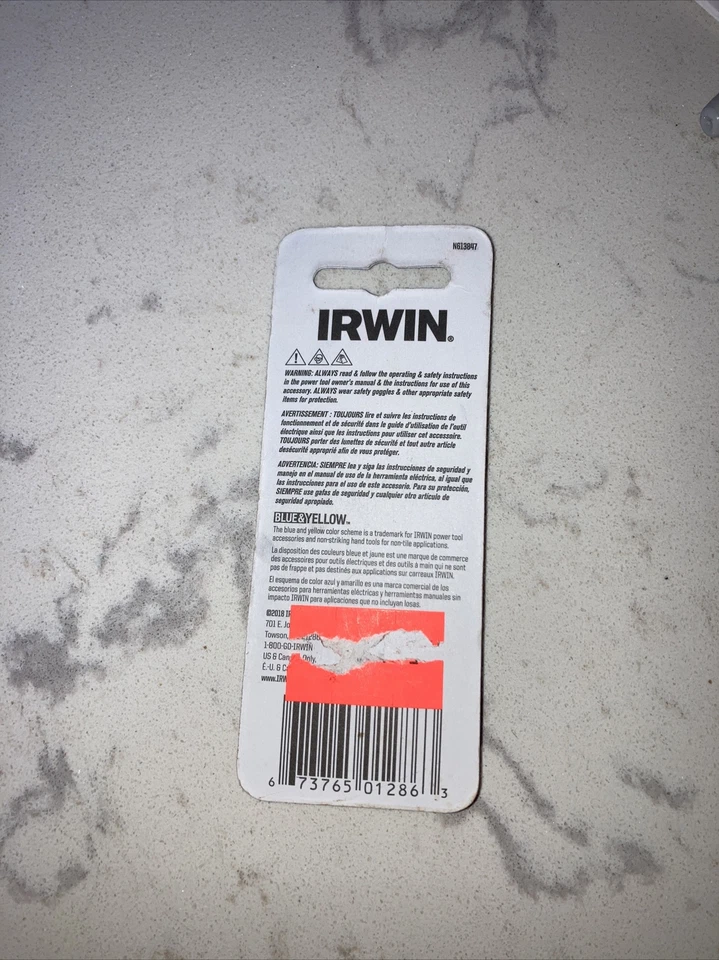 N613047
IRWIN®
WARNING: ALWAYS read & follow the operating & safety instructions
in the power tool owner's manual & the instructions for use of this
accessory. ALWAYS wear safety goggles & other appropriate safety
items for protection.
AVERTISSEMENT : TOUJOURS lire et suivre les instructions de
fonctionnement et de sécurité dans le guide d'utilisation de l'outil
électrique ainsi que les instructions pour utiliser cet accessoire.
TOUJOURS porter des lunettes de sécurité et tout autre article
desécurité approprié afin de vous protéger.
ADVERTENCIA: SIEMPRE lea y siga las instrucciones de seguridad y
manejo en el manual de uso de la herramienta eléctrica, al igual que
las instrucciones para el uso de este accesorio. Para su protección,
SIEMPRE use gafas de seguridad y cualquier otro artículo de
seguridad apropiado.
BLUE&YELLOW™
The blue and yellow color scheme is a trademark for IRWIN power tool
accessories and non-striking hand tools for non-tile applications.
La disposition des couleurs bleue et jaune est une marque de commerce
des accessoires pour outils électriques et des outils à main qui ne sont
pas de frappe et pas destinés aux applications sur carreaux IRWIN.
El esquema de color azul y amarillo es una marca comercial de los
accesorios para herramientas eléctricas y herramientas manuales sin
impacto IRWIN para aplicaciones que no incluyan losas.
©2018
701 E.
Towson,
1-800-GO-IRWIN
US & Only.
É.-U. &
6 73765 01286 3